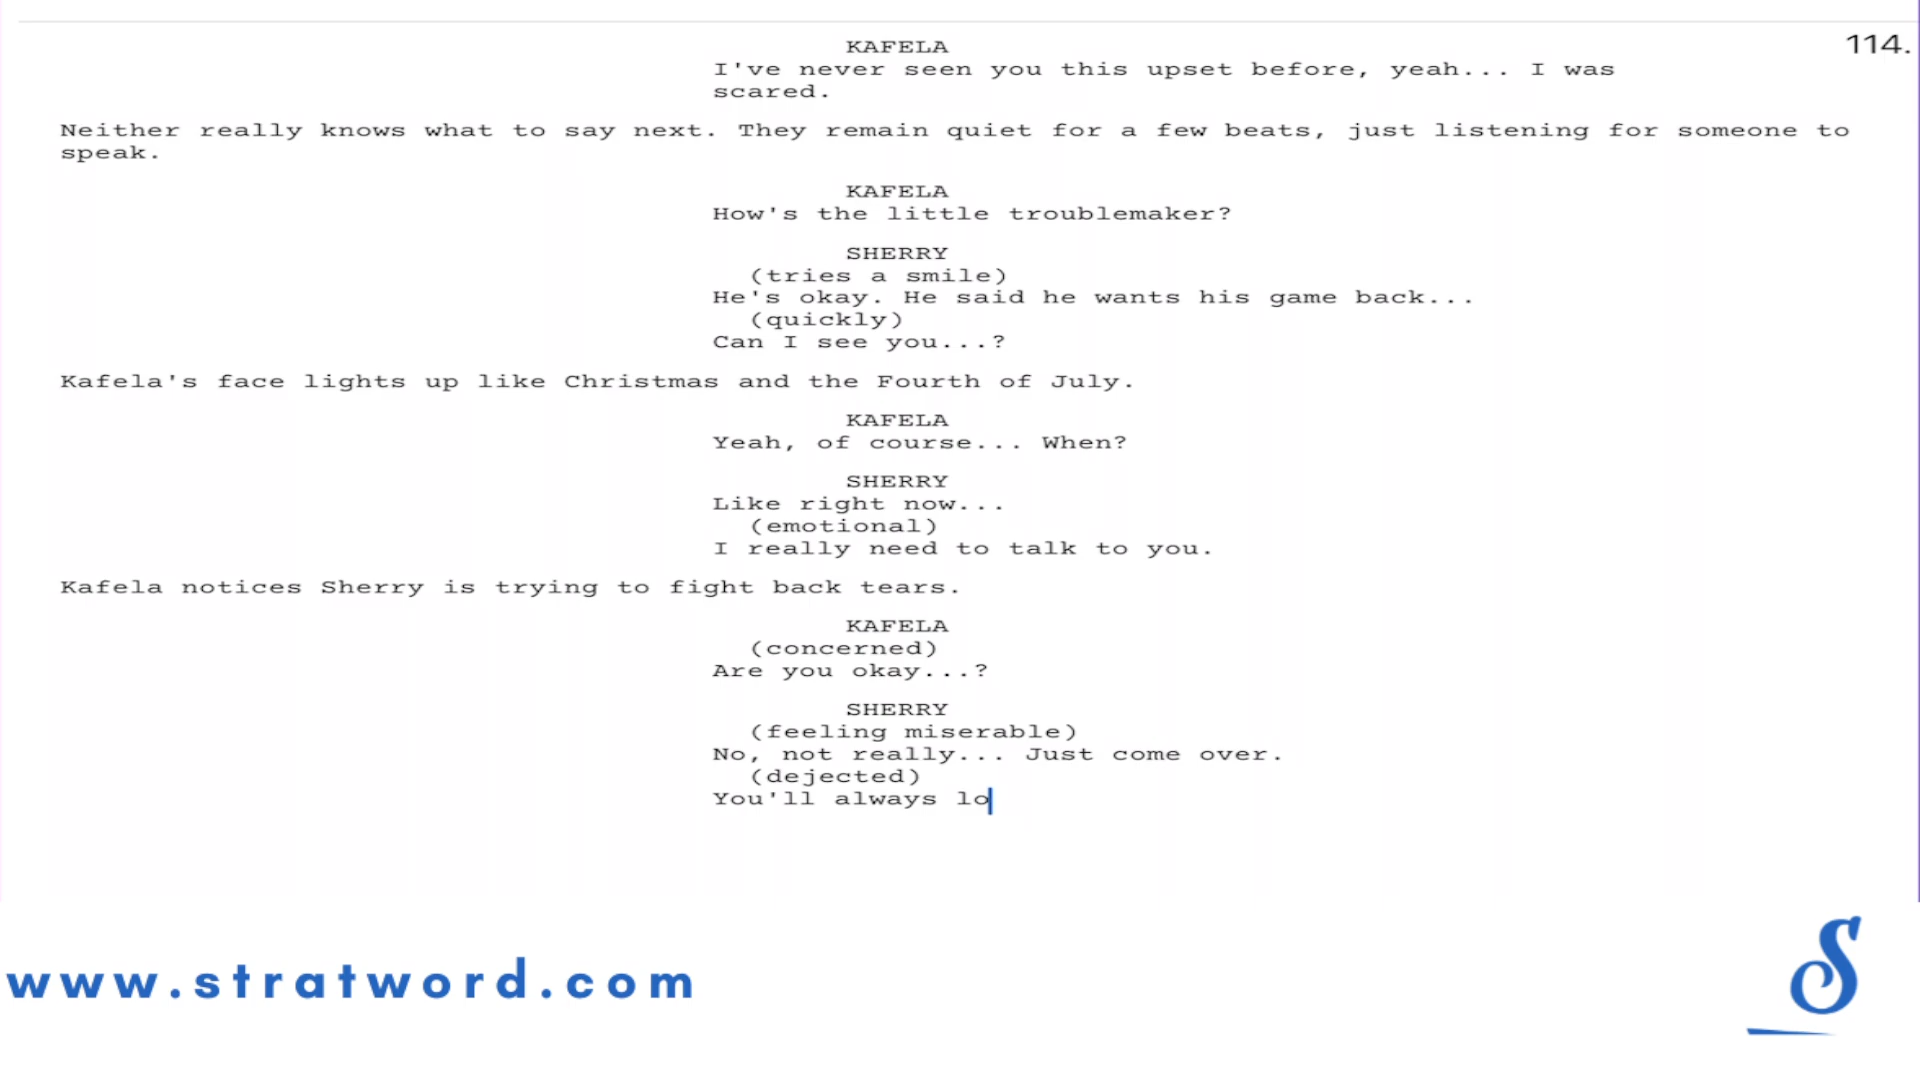 KAFELA
114.
I've never seen you this upset before, yeah... I was
scared.
Neither really knows what to say next. They remain quiet for a few beats, just listening for someone to
speak.
KAFELA
How's the little troublemaker?
SHERRY
(tries a smile)
He's okay. He said he wants his game back...
(quickly)
Can I see you...?
Kafela's face lights up like Christmas and the Fourth of July.
KAFELA
Yeah, of course... When?
SHERRY
Like right now...
(emotional)
I really need to talk to you.
Kafela notices Sherry is trying to fight back tears.
KAFELA
(concerned)
Are you okay...?
SHERRY
(feeling miserable)
No, not really... Just come over.
(dejected)
You'll always lo
www.stratword.com
S